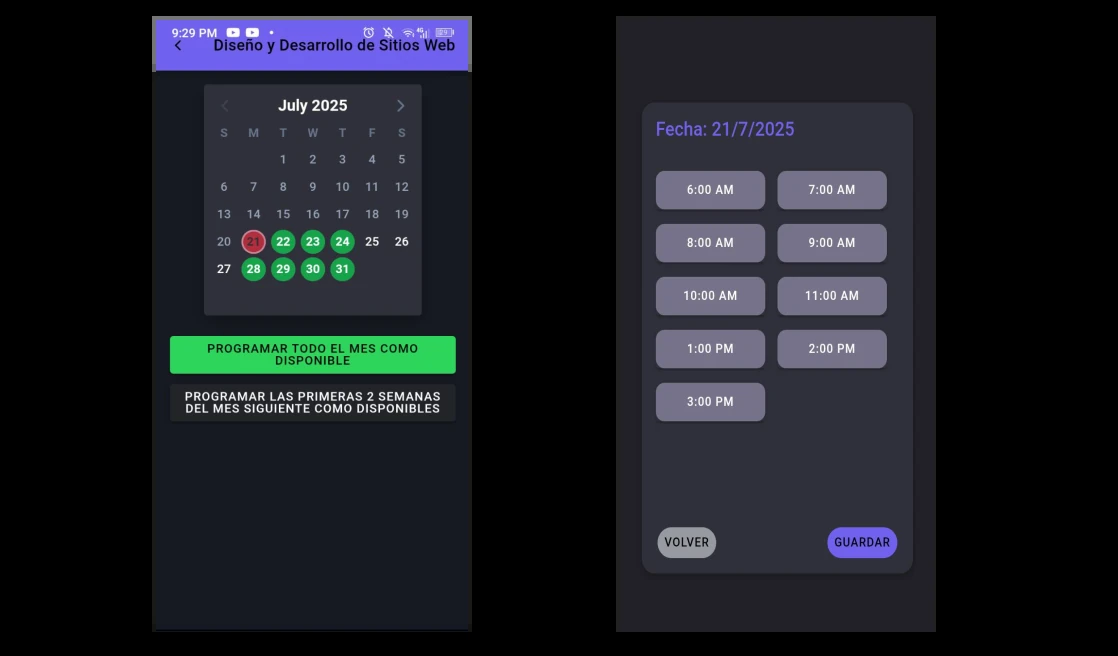 9:29 PM
Diseño y Desarrollo de Sitios Web
July 2025
S M T W T F S
1 2 3 4 5
6 7 8 9 10 11 12
13 14 15 16 17 18 19
20 21 22 23 24 25 26
27 28 29 30 31
PROGRAMAR TODO EL MES COMO
DISPONIBLE
PROGRAMAR LAS PRIMERAS 2 SEMANAS
DEL MES SIGUIENTE COMO DISPONIBLES
Fecha: 21/7/2025
6:00 AM 7:00 AM
8:00 AM 9:00 AM
10:00 AM 11:00 AM
1:00 PM 2:00 PM
3:00 PM
VOLVER GUARDAR